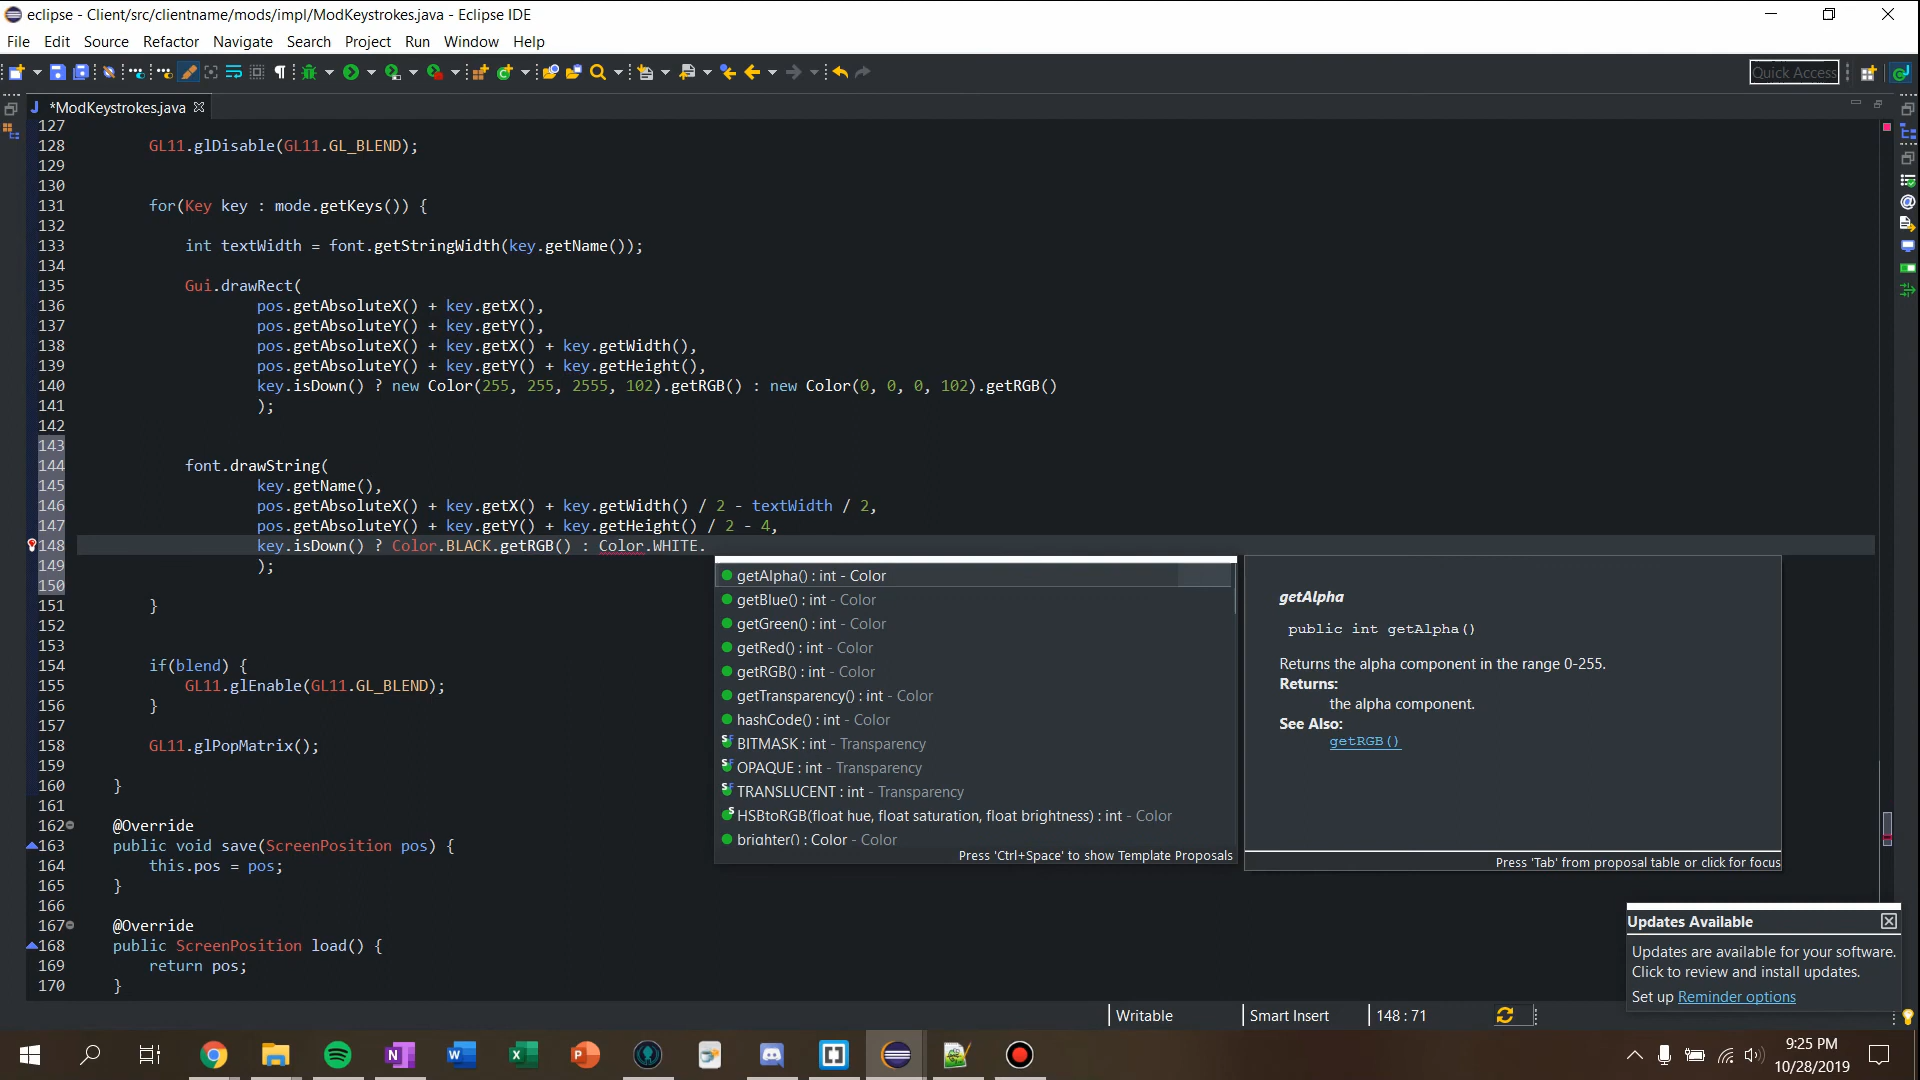 eclipse - Client/src/clientname/mods/impl/ModKeystrokes.java - Eclipse IDE
File Edit Source Refactor Navigate Search Project Run Window Help
Quick Access
*ModKeystrokes.java
127
128 GL11.glDisable(GL11.GL_BLEND);
129
130
131 for(Key key : mode.getKeys()) {
132
133 int textWidth = font.getStringWidth(key.getName());
134
135 Gui.drawRect(
136 pos.getAbsoluteX() + key.getX(),
137 pos.getAbsoluteY() + key.getY(),
138 pos.getAbsoluteX() + key.getX() + key.getWidth(),
139 pos.getAbsoluteY() + key.getY() + key.getHeight(),
140 key.isDown() ? new Color(255, 255, 2555, 102).getRGB() : new Color(0, 0, 0, 102).getRGB()
141 );
142
143
144 font.drawString(
145 key.getName(),
146 pos.getAbsoluteX() + key.getX() + key.getWidth() / 2 - textWidth / 2,
147 pos.getAbsoluteY() + key.getY() + key.getHeight() / 2 - 4,
148 key.isDown() ? Color.BLACK.getRGB() : Color.WHITE.
149 );
150
151 }
152
153
154 if(blend) {
155 GL11.glEnable(GL11.GL_BLEND);
156 }
157
158 GL11.glPopMatrix();
159
160 }
161
162 @Override
163 public void save(ScreenPosition pos) {
164 this.pos = pos;
165 }
166
167 @Override
168 public ScreenPosition load() {
169 return pos;
170 }
getAlpha() : int - Color
getBlue() : int - Color
getGreen() : int - Color
getRed() : int - Color
getRGB() : int - Color
getTransparency() : int - Color
hashCode() : int - Color
BITMASK : int - Transparency
OPAQUE : int - Transparency
TRANSLUCENT : int - Transparency
HSBtoRGB(float hue, float saturation, float brightness) : int - Color
brighter() : Color - Color
Press 'Ctrl+Space' to show Template Proposals
getAlpha
public int getAlpha()
Returns the alpha component in the range 0-255.
Returns:
the alpha component.
See Also:
getRGB()
Press 'Tab' from proposal table or click for focus
Updates Available
Updates are available for your software.
Click to review and install updates.
Set up Reminder options
Writable Smart Insert 148 : 71
9:25 PM
10/28/2019